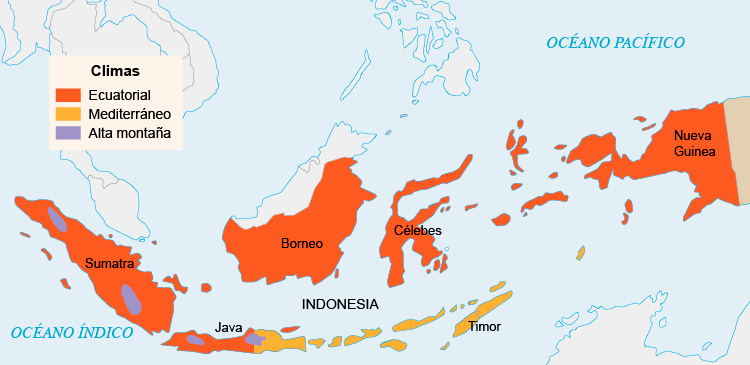 OCÉANO PACÍFICO
Climas
Ecuatorial
Mediterráneo
Alta montaña
Nueva
Guinea
Célebes
Borneo
Sumatra
INDONESIA
OCÉANO ÍNDICO
Java
Timor